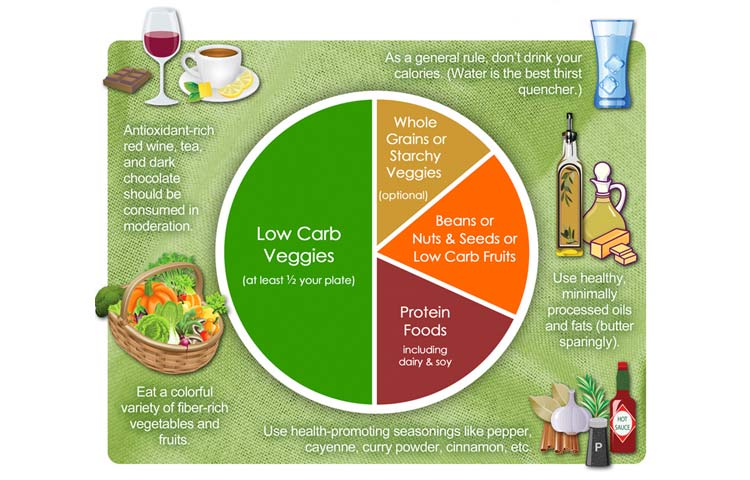 As a general rule, don't drink your
calories. (Water is the best thirst
quencher.)
Antioxidant-rich
red wine, tea,
and dark
chocolate
should be
consumed in
moderation.
Whole
Grains or
Starchy
Veggies
(optional)
Low Carb
Veggies
(at least ½ your plate)
Beans or
Nuts & Seeds or
Low Carb Fruits
Protein
Foods
including
dairy & soy
Use healthy,
minimally
processed oils
and fats (butter
sparingly).
Eat a colorful
variety of fiber-rich
vegetables and
fruits.
Use health-promoting seasonings like pepper,
cayenne, curry powder, cinnamon, etc.
P
HOT
SAUCE